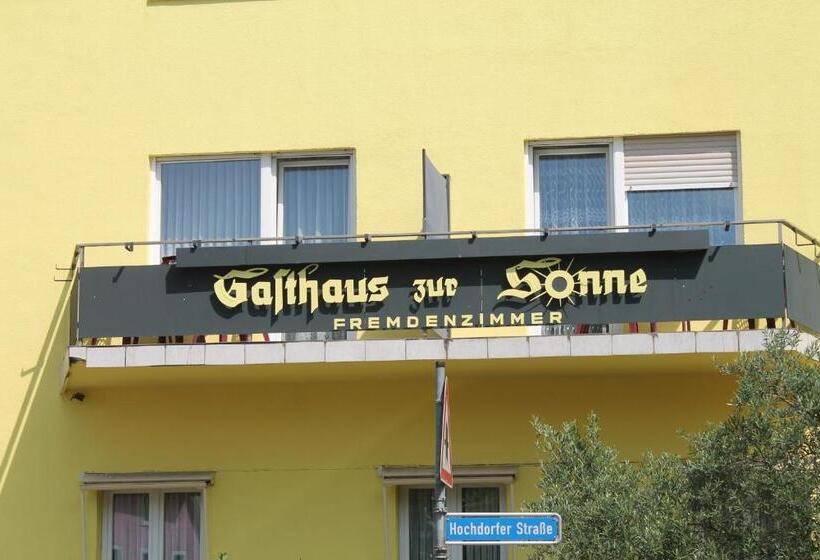 Gaſthaus zur Sonne
FREMDENZIMMER
Hochdorfer Straße